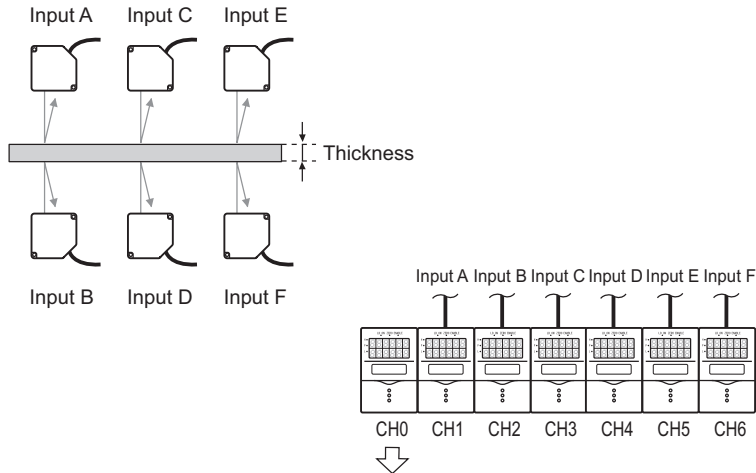 Input A Input C Input E
Thickness
Input B Input D Input F
Input A Input B Input C Input D Input E Input F
CH0 CH1 CH2 CH3 CH4 CH5 CH6